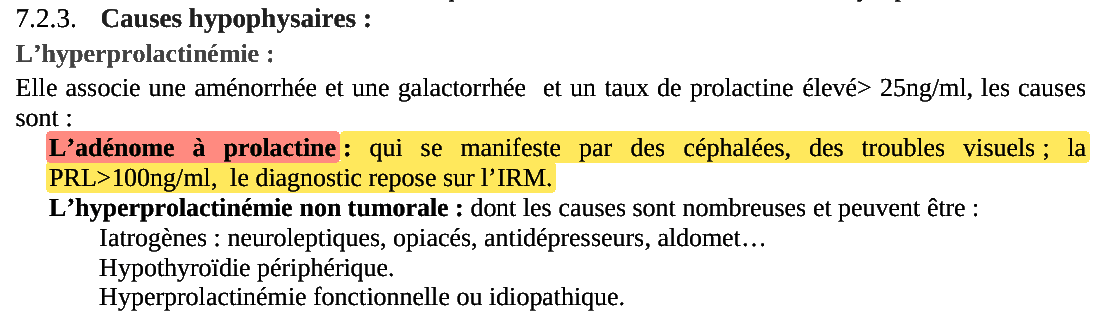 7.2.3. Causes hypophysaires :
L’hyperprolactinémie :
Elle associe une aménorrhée et une galactorrhée et un taux de prolactine élevé> 25ng/ml, les causes
sont :
L’adénome à prolactine : qui se manifeste par des céphalées, des troubles visuels ; la
PRL>100ng/ml, le diagnostic repose sur l’IRM.
L’hyperprolactinémie non tumorale : dont les causes sont nombreuses et peuvent être :
Iatrogènes : neuroleptiques, opiacés, antidépresseurs, aldomet…
Hypothyroïdie périphérique.
Hyperprolactinémie fonctionnelle ou idiopathique.